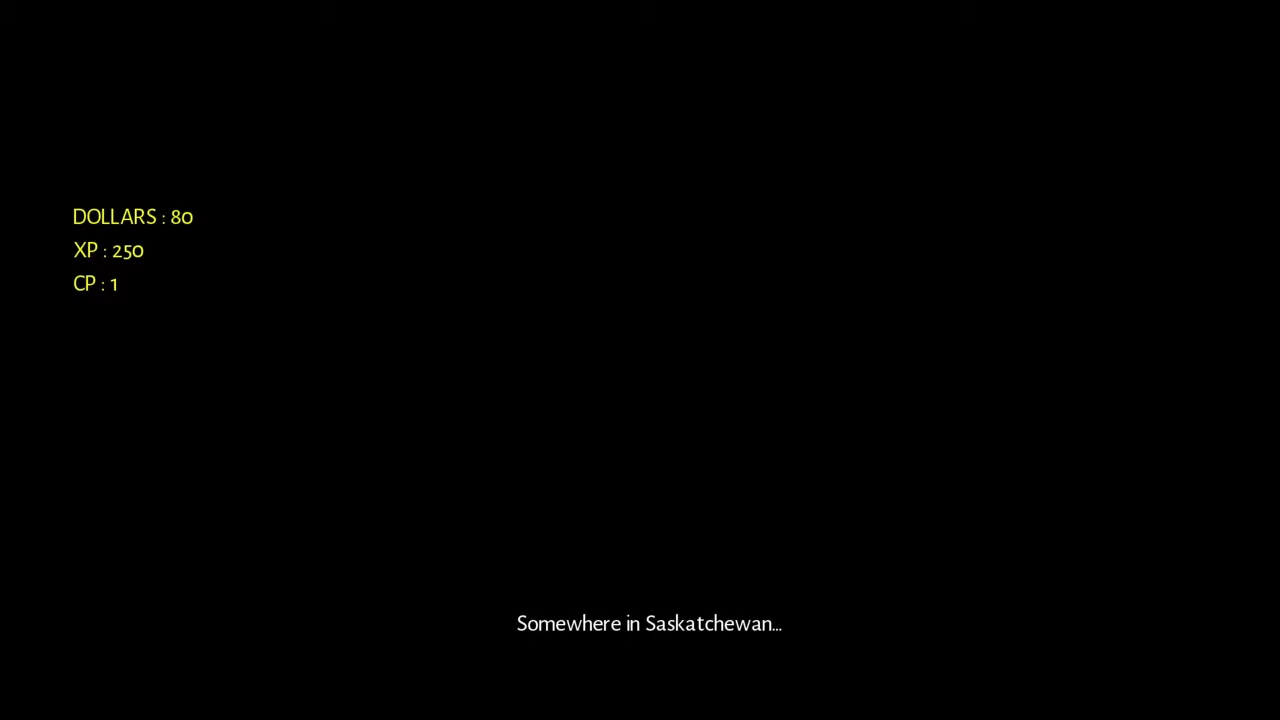 DOLLARS : 80
XP : 250
CP : 1
Somewhere in Saskatchewan...